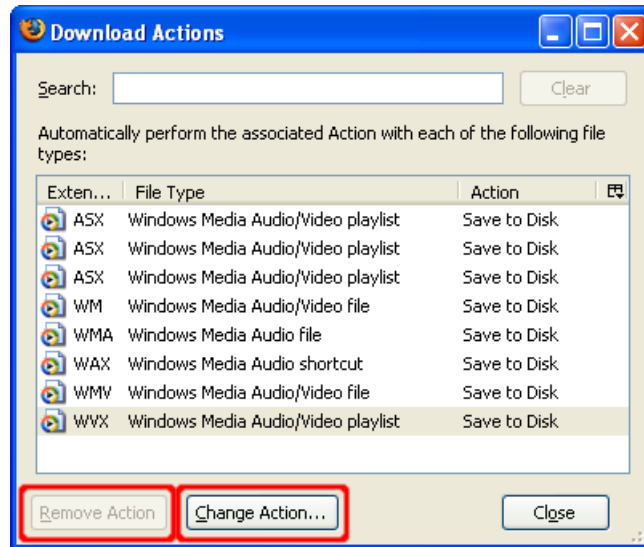 Download Actions
Search: Clear
Automatically perform the associated Action with each of the following file
types:
Exten... File Type Action
ASX Windows Media Audio/Video playlist Save to Disk
ASX Windows Media Audio/Video playlist Save to Disk
ASX Windows Media Audio/Video playlist Save to Disk
WM Windows Media Audio/Video file Save to Disk
WMA Windows Media Audio file Save to Disk
WAX Windows Media Audio shortcut Save to Disk
WMV Windows Media Audio/Video file Save to Disk
WVX Windows Media Audio/Video playlist Save to Disk
Remove Action Change Action... Close